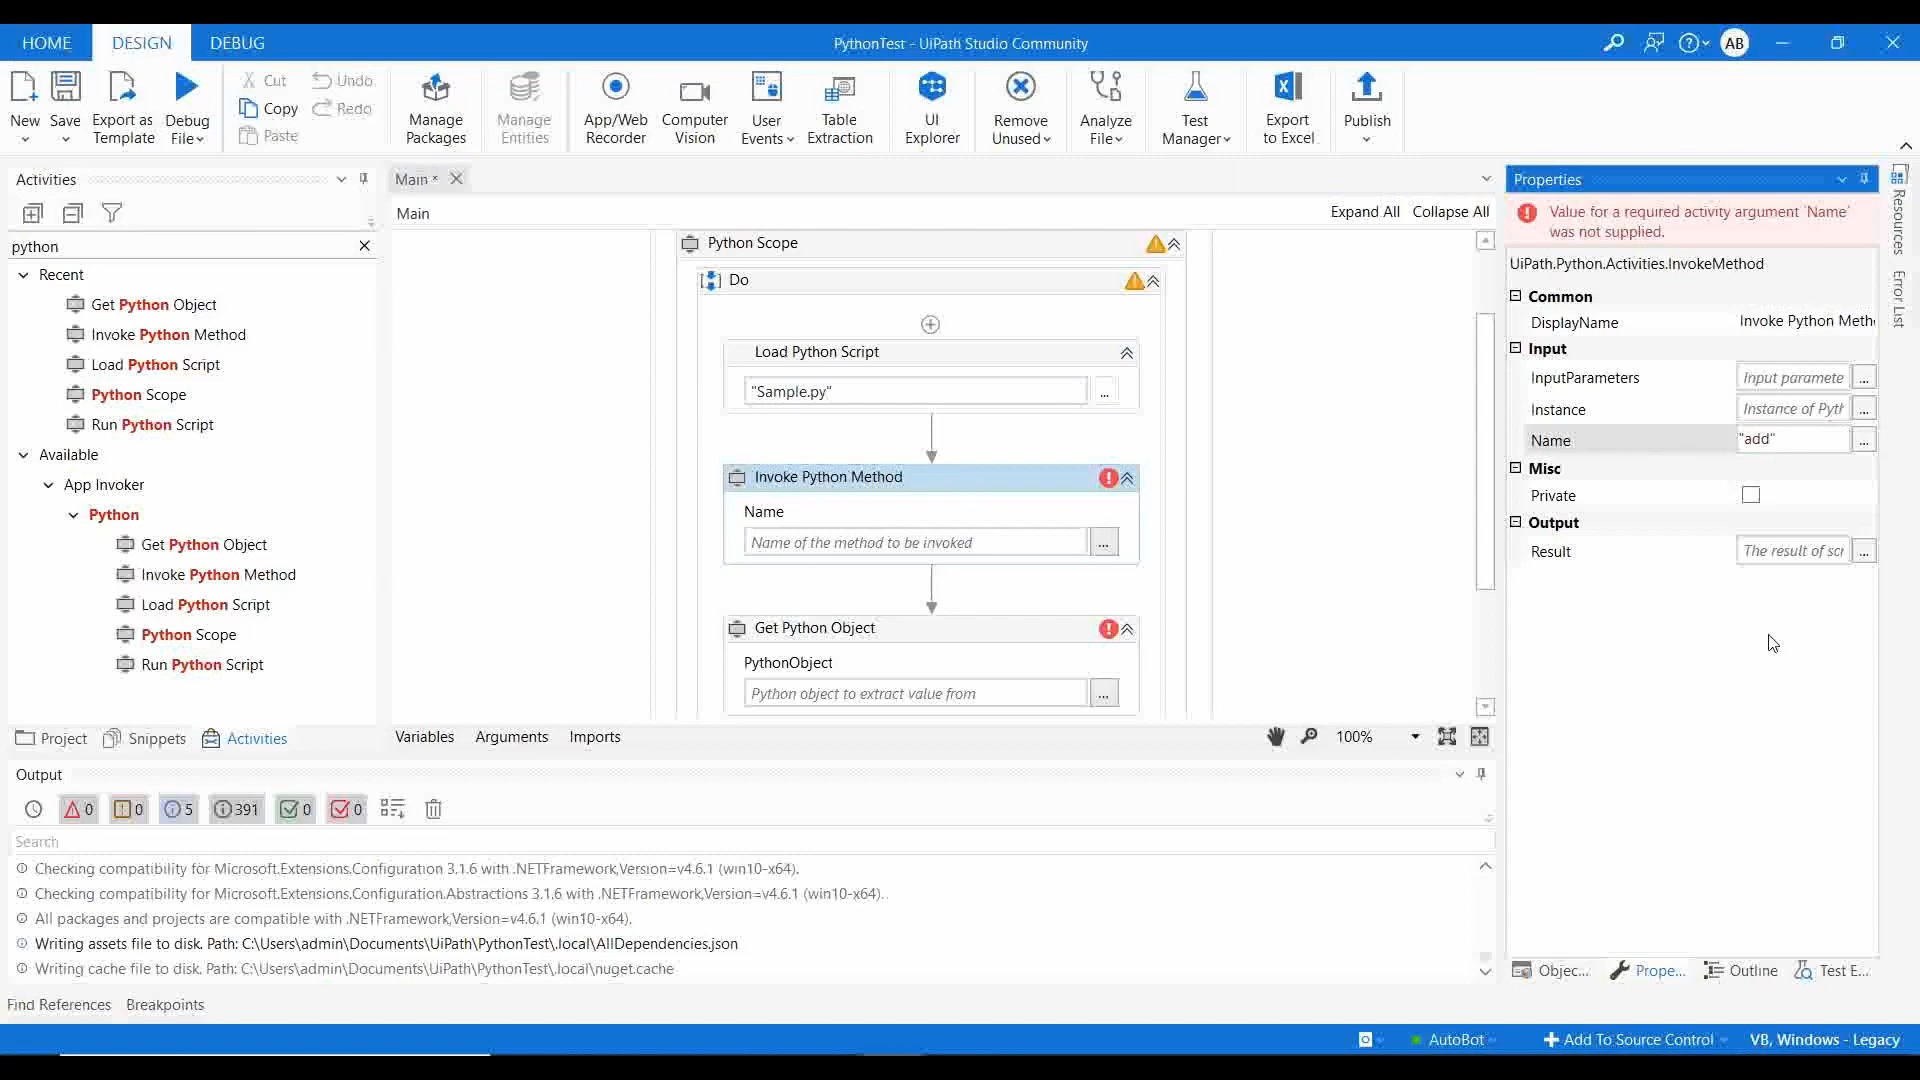 HOME DESIGN DEBUG PythonTest - UiPath Studio Community AB
New Save Export as Template Debug File Cut Copy Paste Undo Redo Manage Packages Manage Entities App/Web Recorder Computer Vision User Events Table Extraction UI Explorer Remove Unused Analyze File Test Manager Export to Excel Publish
Activities
python
Recent
Get Python Object
Invoke Python Method
Load Python Script
Python Scope
Run Python Script
Available
App Invoker
Python
Get Python Object
Invoke Python Method
Load Python Script
Python Scope
Run Python Script
Project Snippets Activities
Main *
Main Expand All Collapse All
Python Scope
Do
Load Python Script
"Sample.py" ...
Invoke Python Method
Name
Name of the method to be invoked ...
Get Python Object
PythonObject
Python object to extract value from ...
Variables Arguments Imports 100%
Properties
Value for a required activity argument 'Name'
was not supplied.
UiPath.Python.Activities.InvokeMethod
Common
DisplayName Invoke Python Meth
Input
InputParameters Input paramete ...
Instance Instance of Pyth ...
Name "add" ...
Misc
Private
Output
Result The result of scr ...
Objec... Prope... Outline Test E...
Resources
Error List
Output
0 0 5 391 0 0
Search
Checking compatibility for Microsoft.Extensions.Configuration 3.1.6 with .NETFramework,Version=v4.6.1 (win10-x64).
Checking compatibility for Microsoft.Extensions.Configuration.Abstractions 3.1.6 with .NETFramework,Version=v4.6.1 (win10-x64).
All packages and projects are compatible with .NETFramework,Version=v4.6.1 (win10-x64).
Writing assets file to disk. Path: C:\Users\admin\Documents\UiPath\PythonTest\.local\AllDependencies.json
Writing cache file to disk. Path: C:\Users\admin\Documents\UiPath\PythonTest\.local\nuget.cache
Find References Breakpoints
AutoBot Add To Source Control VB, Windows - Legacy